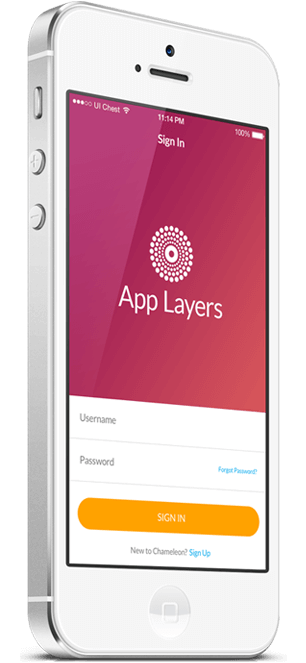 UI Chest
11:14 PM
100%
Sign In
App Layers
Username
Password
Forgot Password?
SIGN IN
New to Chameleon? Sign Up